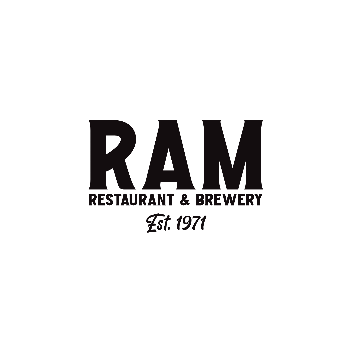 RAM
RESTAURANT & BREWERY
Est. 1971